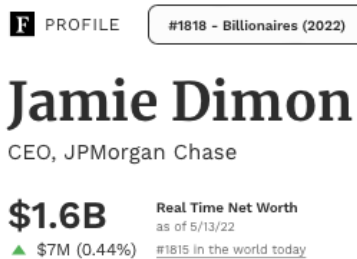 F PROFILE
#1818 - Billionaires (2022)
Jamie Dimon
CEO, JPMorgan Chase
$1.6B
$7M (0.44%)
Real Time Net Worth
as of 5/13/22
#1815 in the world today